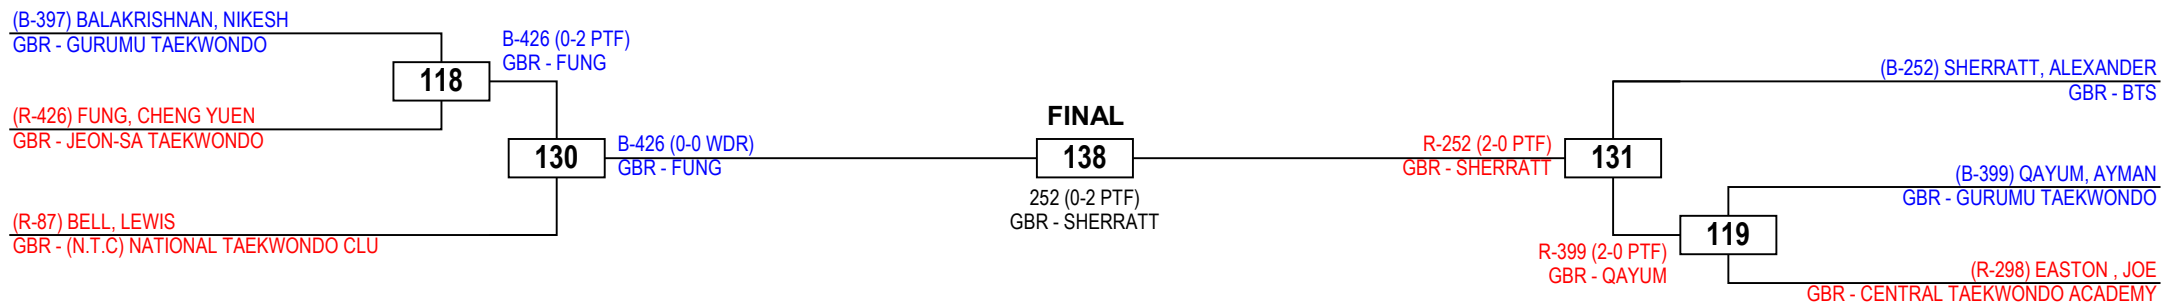 (B-397) BALAKRISHNAN, NIKESH
GBR - GURUMU TAEKWONDO
B-426 (0-2 PTF)
GBR - FUNG
118
(R-426) FUNG, CHENG YUEN
GBR - JEON-SA TAEKWONDO
130
B-426 (0-0 WDR)
GBR - FUNG
(R-87) BELL, LEWIS
GBR - (N.T.C) NATIONAL TAEKWONDO CLU
FINAL
138
252 (0-2 PTF)
GBR - SHERRATT
R-252 (2-0 PTF)
GBR - SHERRATT
131
(B-252) SHERRATT, ALEXANDER
GBR - BTS
(B-399) QAYUM, AYMAN
GBR - GURUMU TAEKWONDO
119
R-399 (2-0 PTF)
GBR - QAYUM
(R-298) EASTON , JOE
GBR - CENTRAL TAEKWONDO ACADEMY